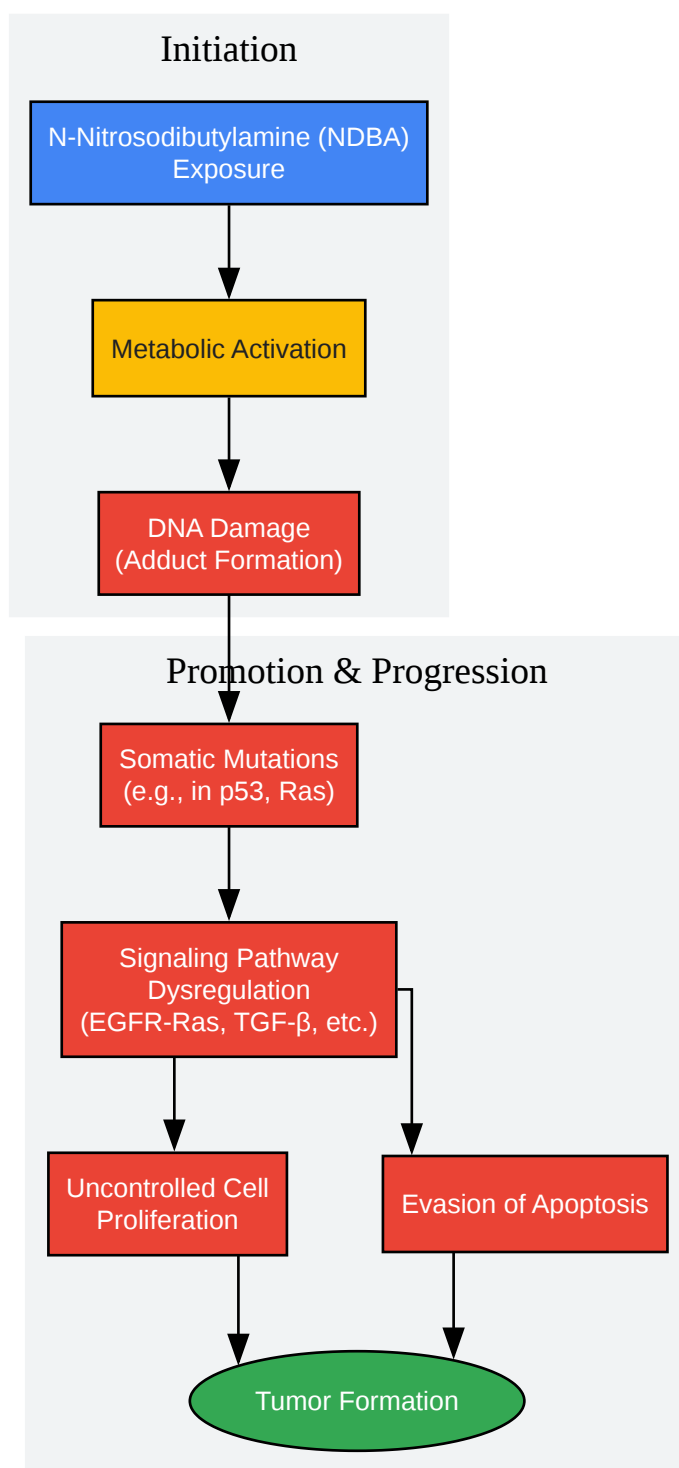 Initiation
N-Nitrosodibutylamine (NDBA)
Exposure
Metabolic Activation
DNA Damage
(Adduct Formation)
Promotion & Progression
Somatic Mutations
(e.g., in p53, Ras)
Signaling Pathway
Dysregulation
(EGFR-Ras, TGF-β, etc.)
Uncontrolled Cell
Proliferation
Evasion of Apoptosis
Tumor Formation